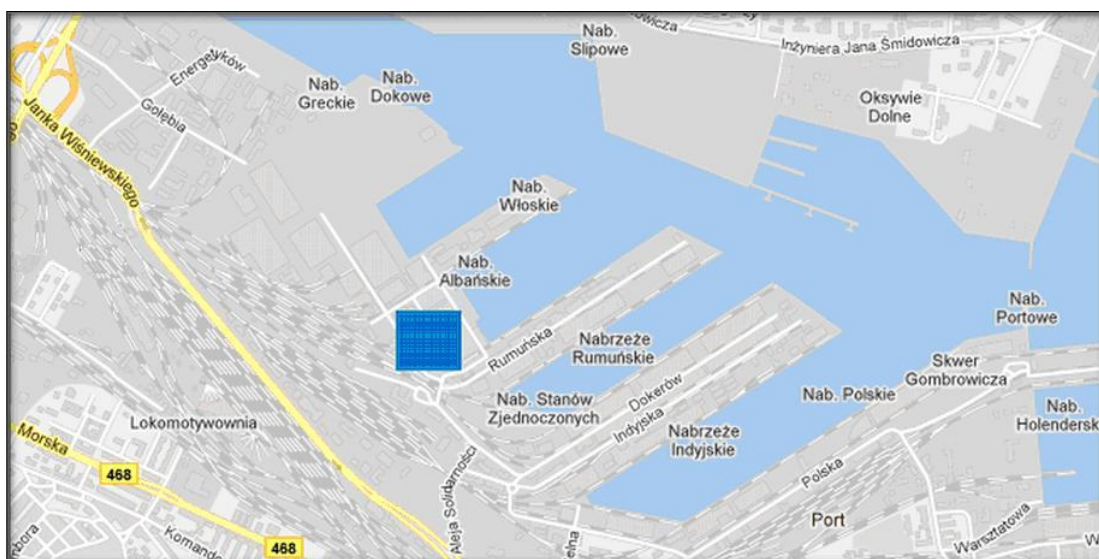 Nab.
Slipowe
Inżyniera Jana Śmidowicza
Energetyków
Nab.
Greckie
Nab.
Dokowe
Gołębia
Janka Wiśniewskiego
Oksywie
Dolne
Nab.
Włoskie
Nab.
Albańskie
Rumuńska
Nabrzeże
Rumuńskie
Nab.
Portowe
Skwer
Gombrowicza
Nab. Stanów
Zjednoczonych
Dokerów
Indyjska
Nab. Polskie
Nabrzeże
Indyjskie
Nab.
Holendersk
Lokomotywownia
Morska
468
Aleja Solidarności
Polska
Port
Warsztatowa
W
468